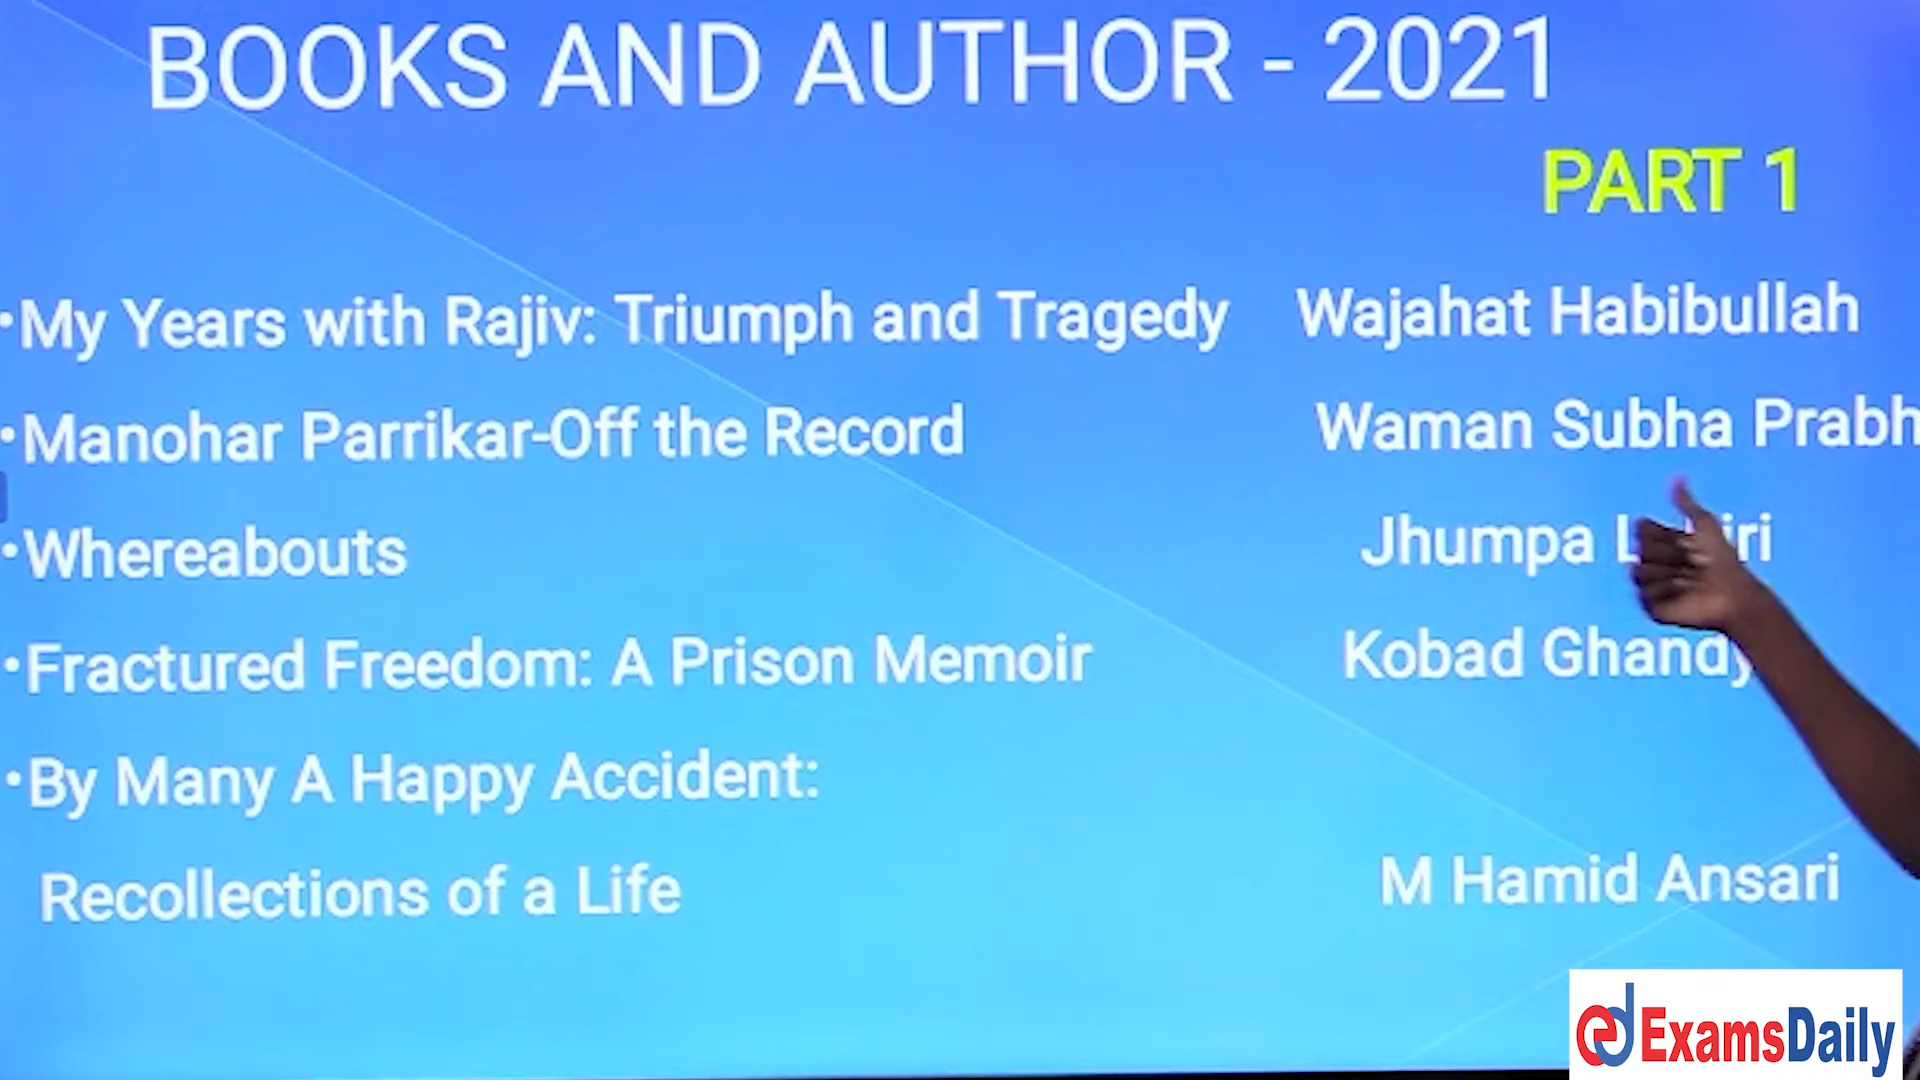 BOOKS AND AUTHOR - 2021
PART 1
•My Years with Rajiv: Triumph and Tragedy Wajahat Habibullah
•Manohar Parrikar-Off the Record Waman Subha Prabh
•Whereabouts Jhumpa
•Fractured Freedom: A Prison Memoir Kobad Ghandy
•By Many A Happy Accident:
Recollections of a Life M Hamid Ansari
ExamsDaily